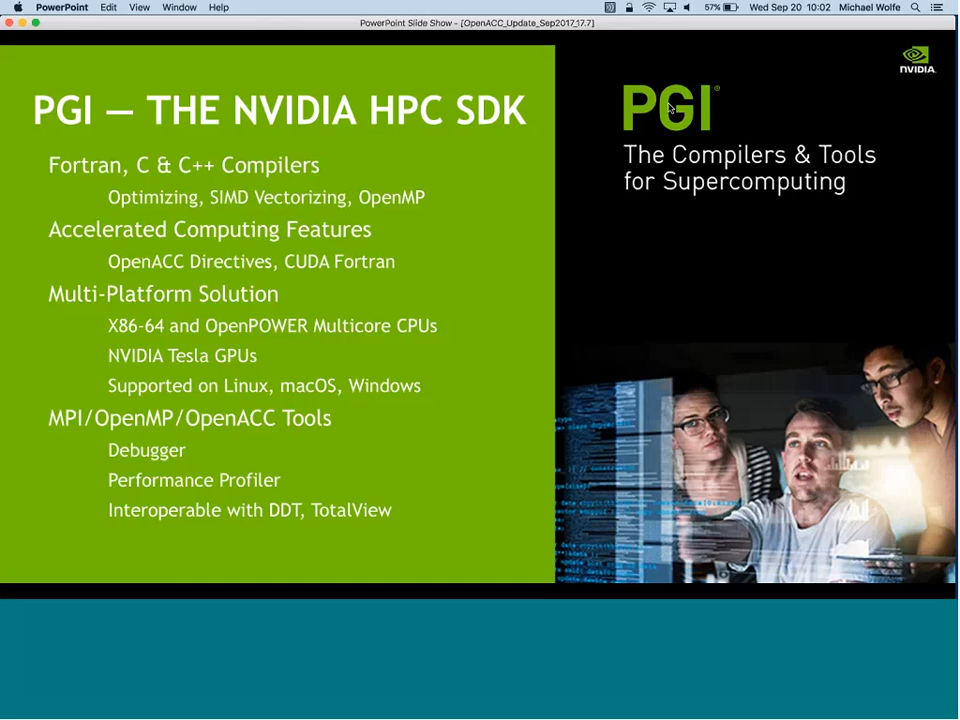 PowerPoint Edit View Window Help 57% Wed Sep 20 10:02 Michael Wolfe
PowerPoint Slide Show - [OpenACC_Update_Sep2017_17.7]
NVIDIA.
PGI — THE NVIDIA HPC SDK
Fortran, C & C++ Compilers
Optimizing, SIMD Vectorizing, OpenMP
Accelerated Computing Features
OpenACC Directives, CUDA Fortran
Multi-Platform Solution
X86-64 and OpenPOWER Multicore CPUs
NVIDIA Tesla GPUs
Supported on Linux, macOS, Windows
MPI/OpenMP/OpenACC Tools
Debugger
Performance Profiler
Interoperable with DDT, TotalView
PGI®
The Compilers & Tools
for Supercomputing